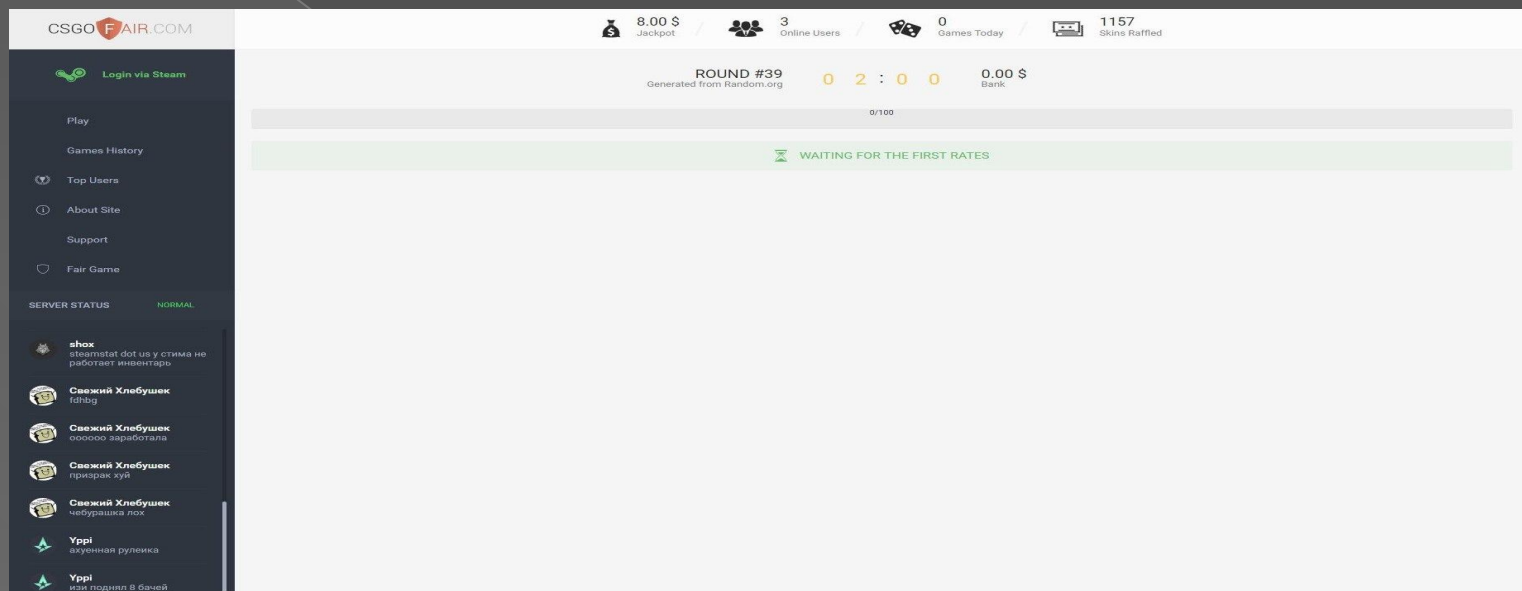 CSGOFAIR.COM
8.00 $
Jackpot
3
Online Users
0
Games Today
1157
Skins Raffled
Login via Steam
ROUND #39
Generated from Random.org
02:00
0.00 $
Bank
0/100
WAITING FOR THE FIRST RATES
Play
Games History
Top Users
About Site
Support
Fair Game
SERVER STATUS NORMAL
shox
steamstat dot us у стима не
работает инвентарь
Свежий Хлебушек
fdhbg
Свежий Хлебушек
оооооо заработала
Свежий Хлебушек
призрак хуй
Свежий Хлебушек
чебурашка лох
Yppi
ахуенная рулеика
Yppi
изи поднял 8 бачей